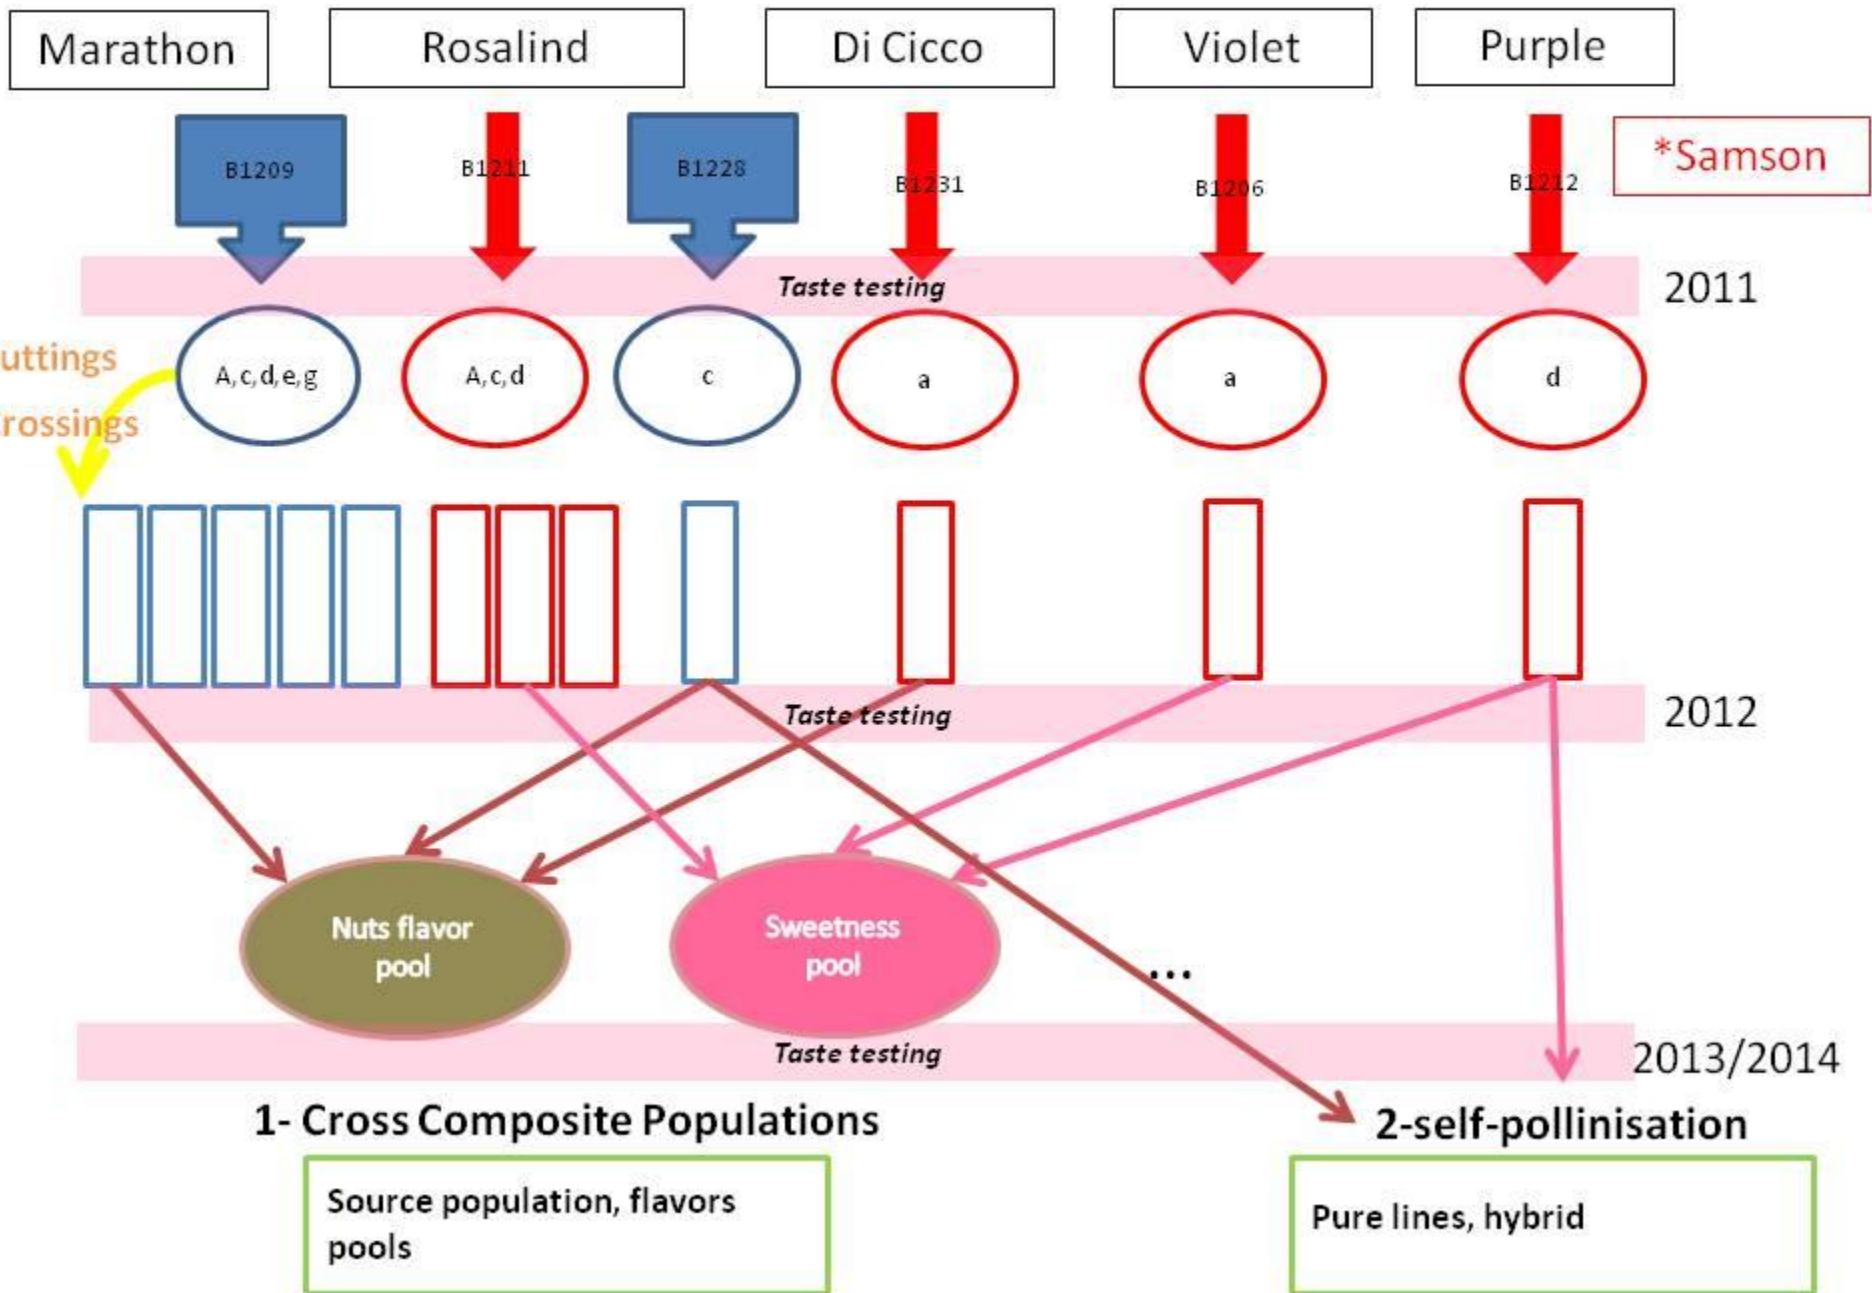 Marathon
Rosalind
Di Cicco
Violet
Purple
*Samson
B1209
B1211
B1228
B1231
B1206
B1212
Taste testing
2011
uttings
rossings
A,c,d,e,g
A,c,d
c
a
a
d
Taste testing
2012
Nuts flavor
pool
Sweetness
pool
...
Taste testing
2013/2014
1- Cross Composite Populations
2-self-pollinisation
Source population, flavors
pools
Pure lines, hybrid